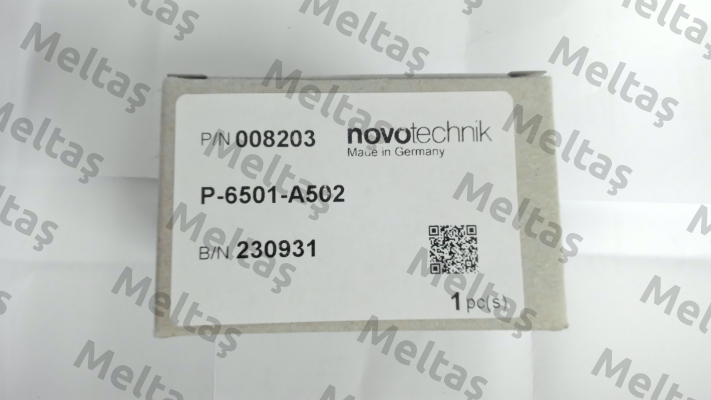 P/N 008203 novotechnik
Made in Germany
P-6501-A502
B/N 230931
1 pc(s)
Meltaş